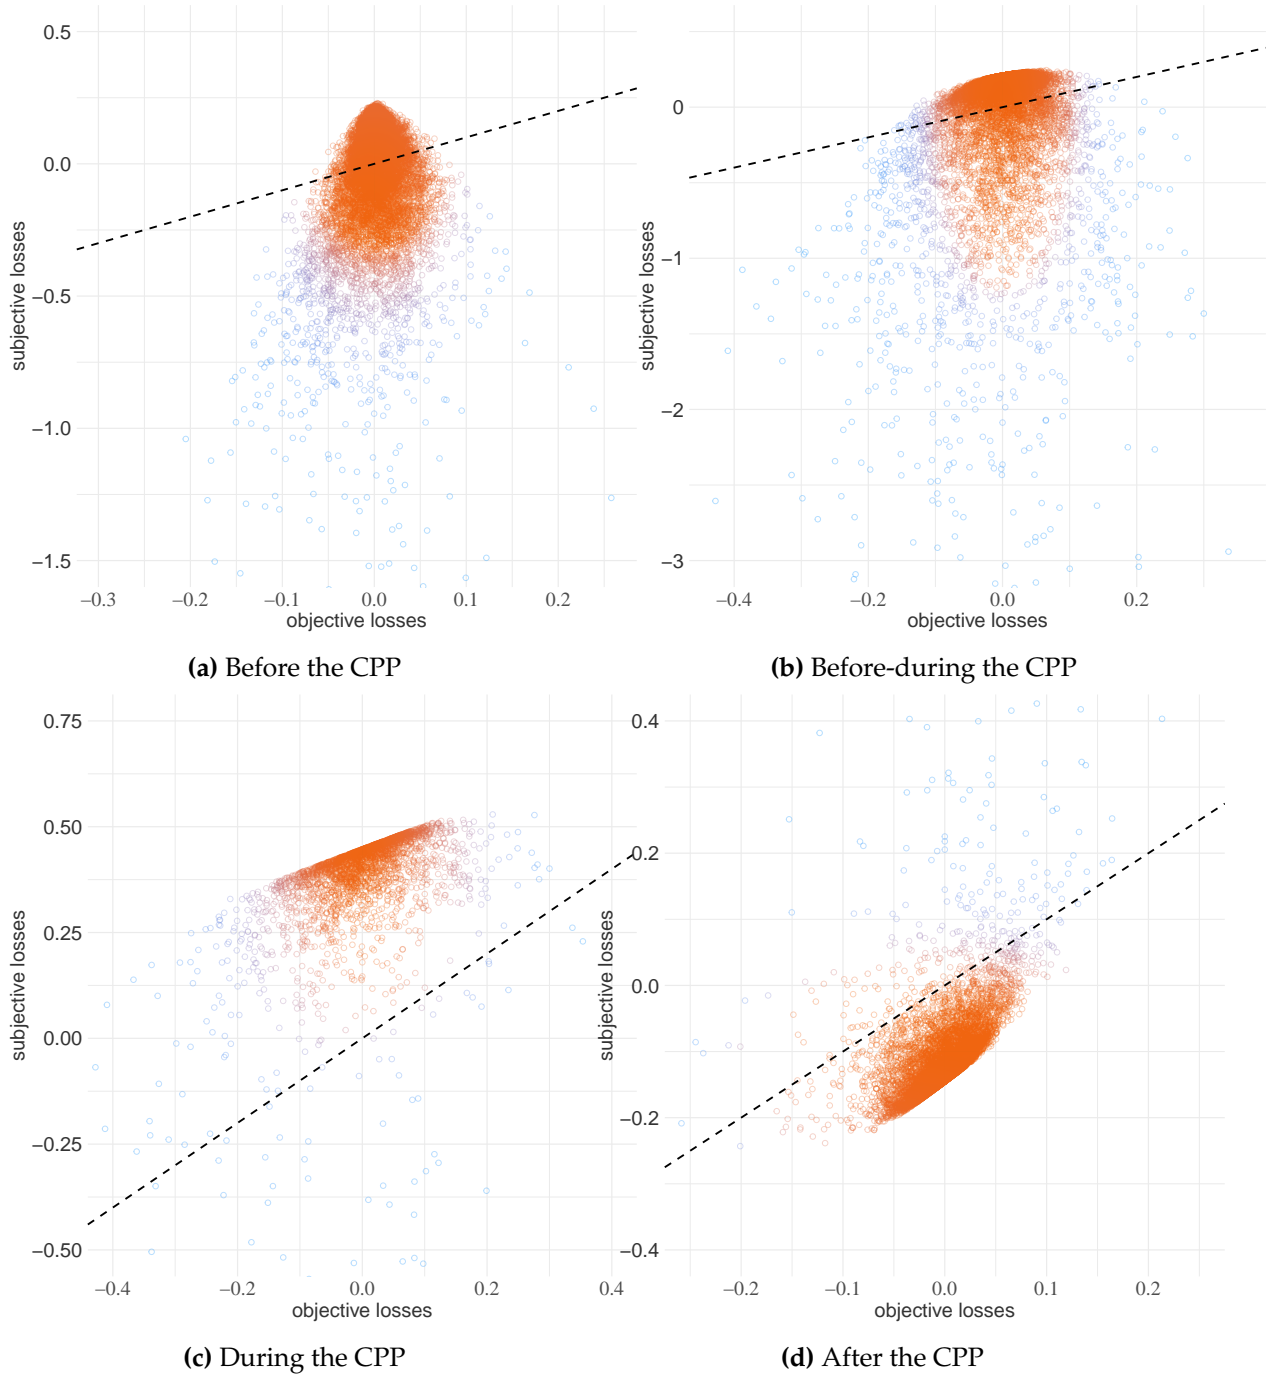 0.5
0.0
−0.5
−1.0
−1.5
subjective losses
−0.3 −0.2 −0.1 0.0 0.1 0.2
objective losses
(a) Before the CPP
0
−1
−2
−3
subjective losses
−0.4 −0.2 0.0 0.2
objective losses
(b) Before-during the CPP
0.75
0.50
0.25
0.00
−0.25
−0.50
subjective losses
−0.4 −0.2 0.0 0.2 0.4
objective losses
(c) During the CPP
0.4
0.2
0.0
−0.2
−0.4
subjective losses
−0.2 −0.1 0.0 0.1 0.2
objective losses
(d) After the CPP